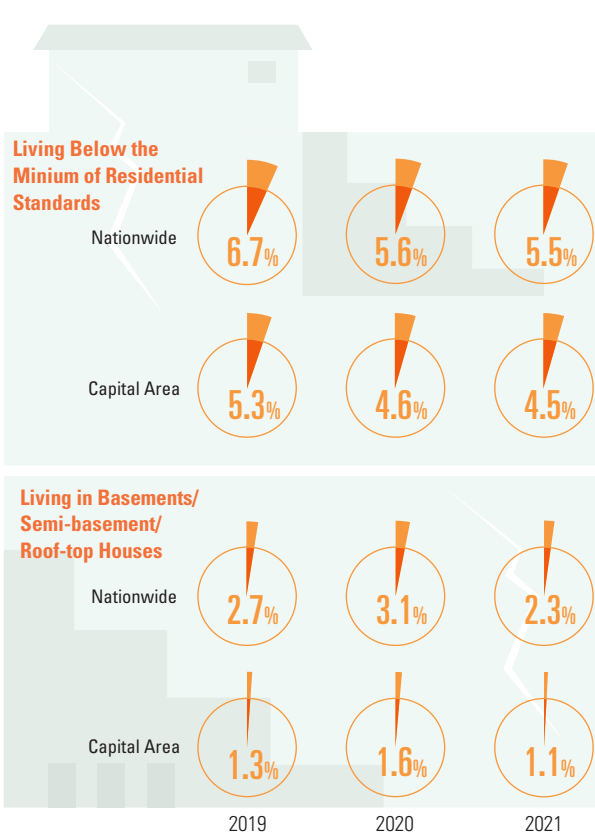 Living Below the
Minium of Residential
Standards
Nationwide
6.7%
5.6%
5.5%
Capital Area
5.3%
4.6%
4.5%
Living in Basements/
Semi-basement/
Roof-top Houses
Nationwide
2.7%
3.1%
2.3%
Capital Area
1.3%
1.6%
1.1%
2019
2020
2021